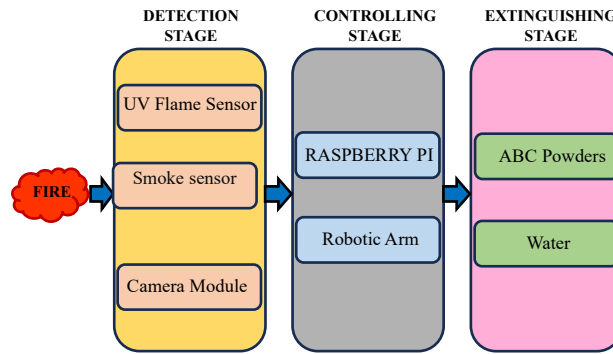 DETECTION
STAGE
CONTROLLING
STAGE
EXTINGUISHING
STAGE
FIRE
UV Flame Sensor
Smoke sensor
Camera Module
RASPBERRY PI
Robotic Arm
ABC Powders
Water